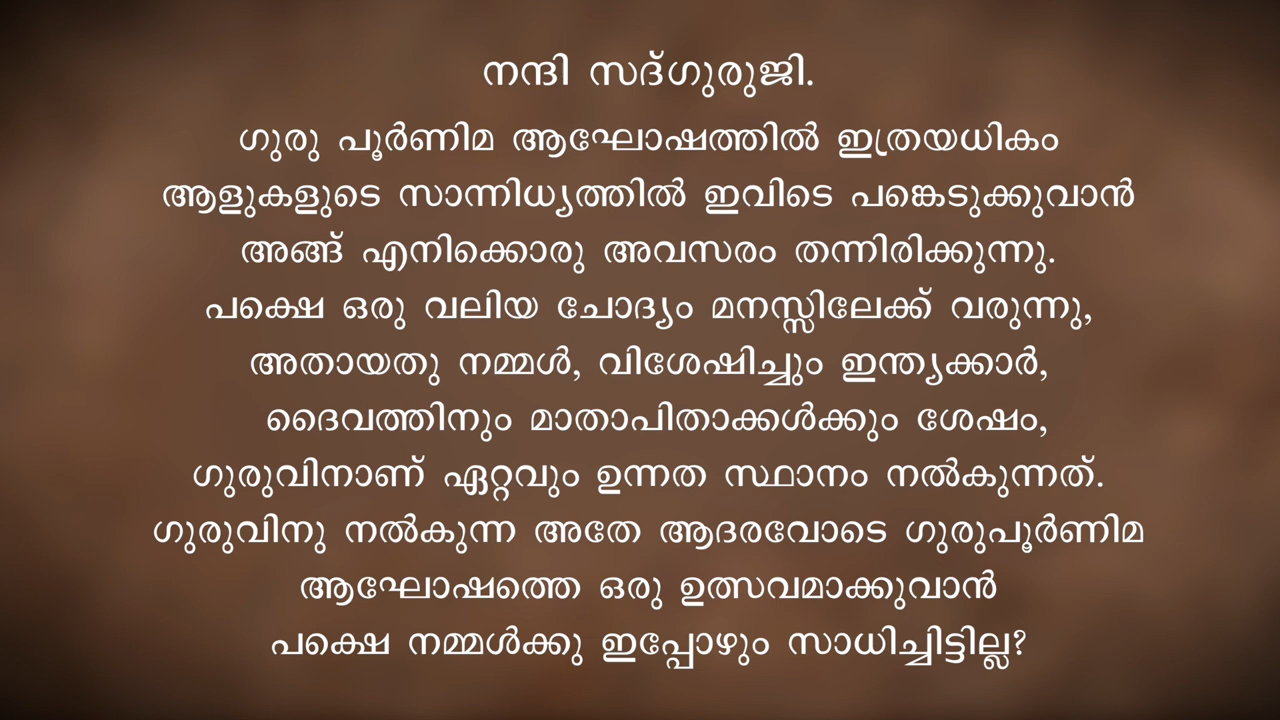 നന്ദി സദ്ഗുരുജി.
ഗുരു പൂർണിമ ആഘോഷത്തിൽ ഇത്രയധികം
ആളുകളുടെ സാന്നിധ്യത്തിൽ ഇവിടെ പങ്കെടുക്കുവാൻ
അങ്ങ് എനിക്കൊരു അവസരം തന്നിരിക്കുന്നു.
പക്ഷെ ഒരു വലിയ ചോദ്യം മനസ്സിലേക്ക് വരുന്നു,
അതായതു നമ്മൾ, വിശേഷിച്ചും ഇന്ത്യക്കാർ,
ദൈവത്തിനും മാതാപിതാക്കൾക്കും ശേഷം,
ഗുരുവിനാണ് ഏറ്റവും ഉന്നത സ്ഥാനം നൽകുന്നത്.
ഗുരുവിനു നൽകുന്ന അതേ ആദരവോടെ ഗുരുപൂർണിമ
ആഘോഷത്തെ ഒരു ഉത്സവമാക്കുവാൻ
പക്ഷെ നമ്മൾക്കു ഇപ്പോഴും സാധിച്ചിട്ടില്ല?